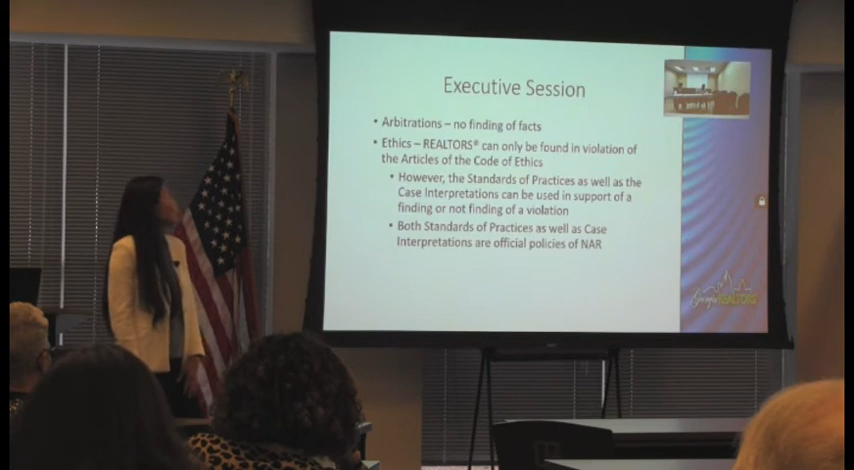 Executive Session
• Arbitrations – no finding of facts
• Ethics – REALTORS® can only be found in violation of
the Articles of the Code of Ethics
• However, the Standards of Practices as well as the
Case Interpretations can be used in support of a
finding or not finding of a violation
• Both Standards of Practices as well as Case
Interpretations are official policies of NAR
Georgia REALTORS